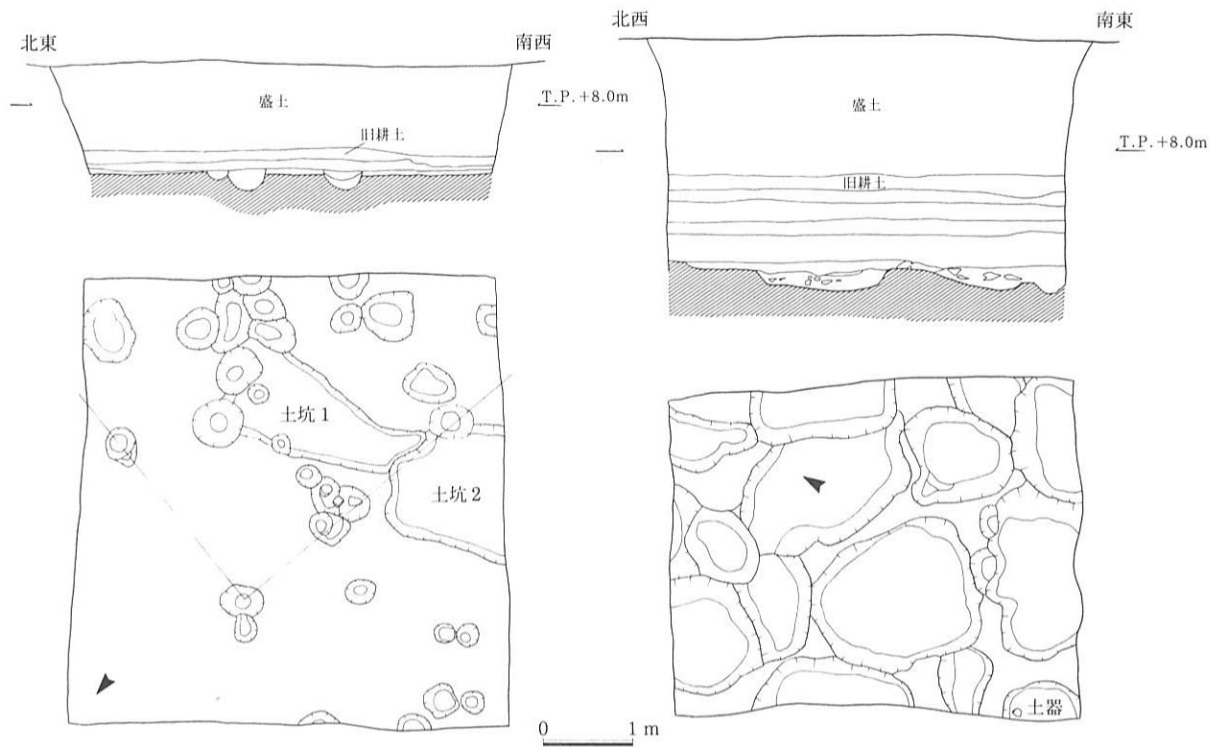 北東
南西
盛土
T.P.+8.0m
旧耕土
北西
南東
盛土
T.P.+8.0m
旧耕土
土坑1
土坑2
土器
0 1m